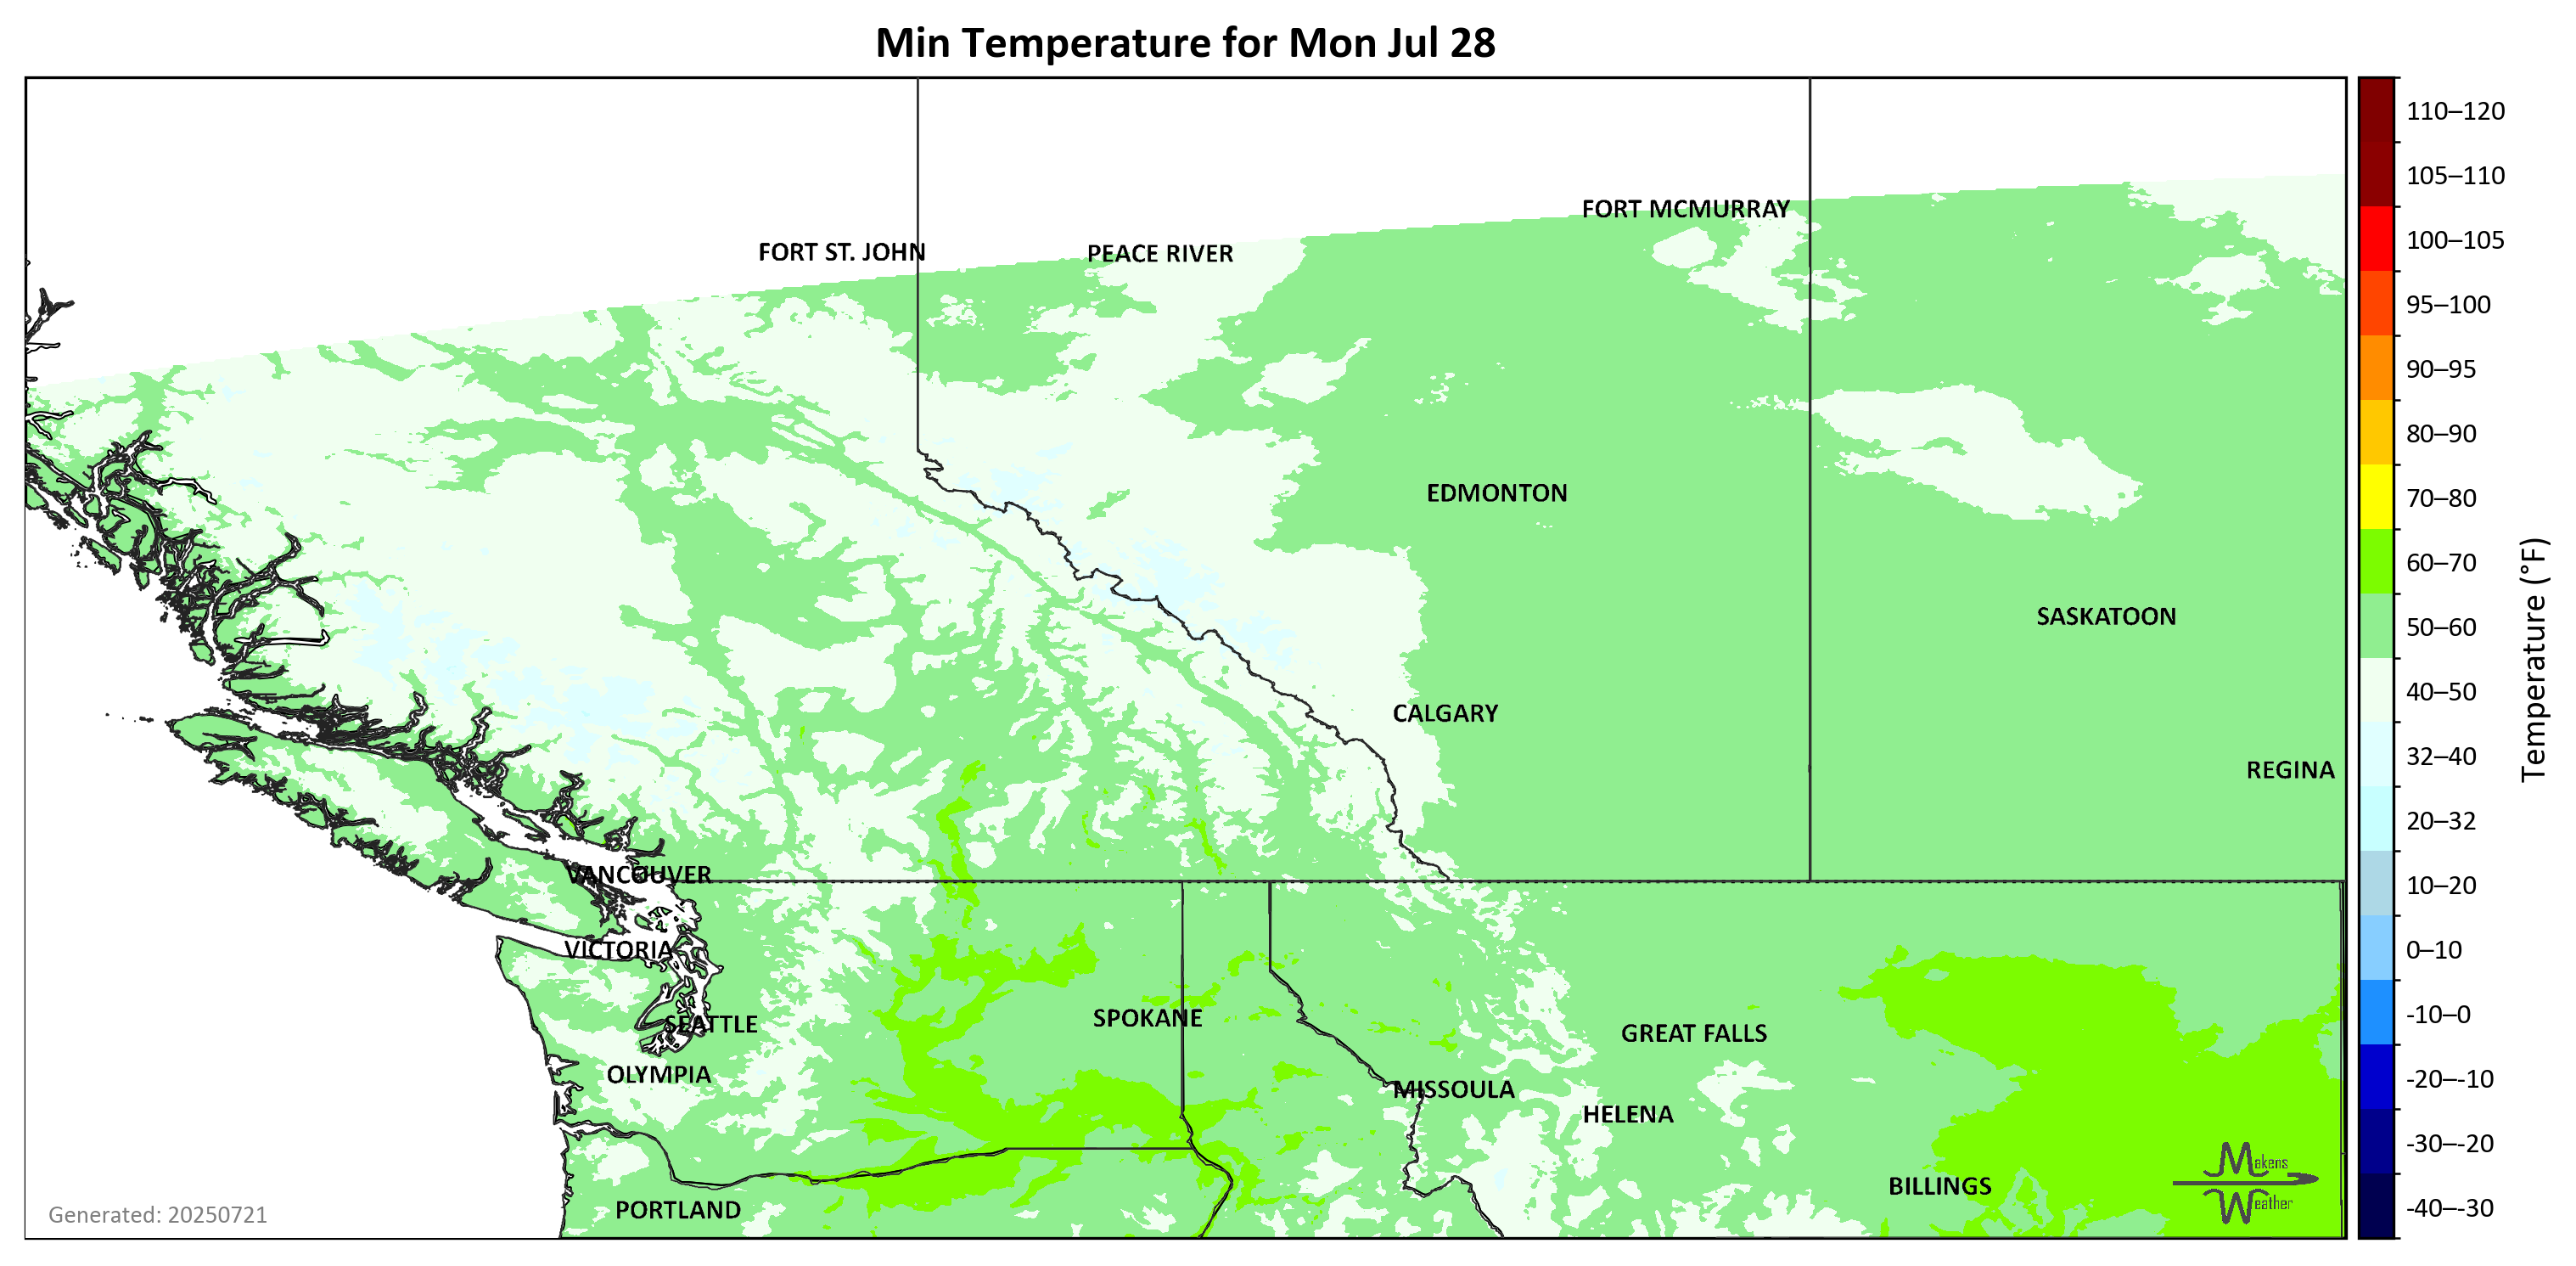 Min Temperature for Mon Jul 28
FORT MCMURRAY
FORT ST. JOHN
PEACE RIVER
EDMONTON
SASKATOON
CALGARY
REGINA
VANCOUVER
VICTORIA
SEATTLE
SPOKANE
GREAT FALLS
OLYMPIA
MISSOULA
HELENA
BILLINGS
PORTLAND
Generated: 20250721
Makens
Weather
110–120
105–110
100–105
95–100
90–95
80–90
70–80
60–70
50–60
40–50
32–40
20–32
10–20
0–10
-10–0
-20–-10
-30–-20
-40–-30
Temperature (°F)